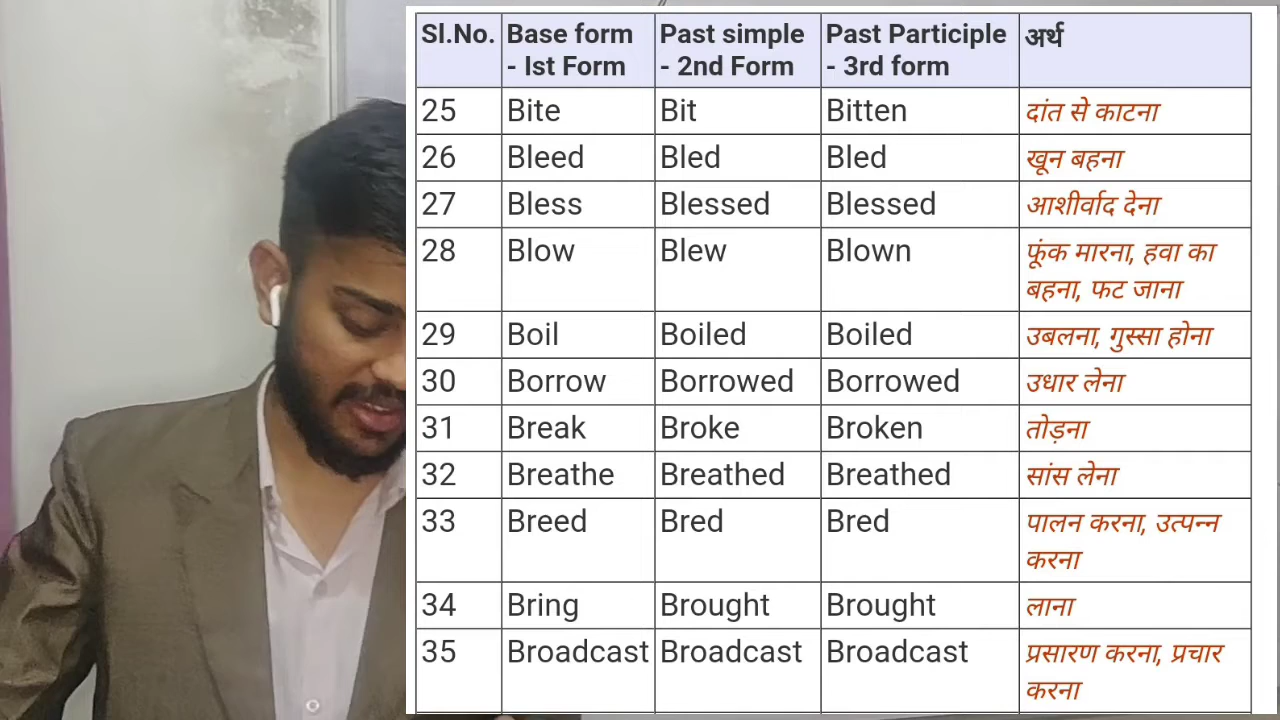 Sl.No. Base form - Ist Form Past simple - 2nd Form Past Participle - 3rd form अर्थ
25 Bite Bit Bitten दांत से काटना
26 Bleed Bled Bled खून बहना
27 Bless Blessed Blessed आशीर्वाद देना
28 Blow Blew Blown फूंक मारना, हवा का
बहना, फट जाना
29 Boil Boiled Boiled उबलना, गुस्सा होना
30 Borrow Borrowed Borrowed उधार लेना
31 Break Broke Broken तोड़ना
32 Breathe Breathed Breathed सांस लेना
33 Breed Bred Bred पालन करना, उत्पन्न
करना
34 Bring Brought Brought लाना
35 Broadcast Broadcast Broadcast प्रसारण करना, प्रचार
करना